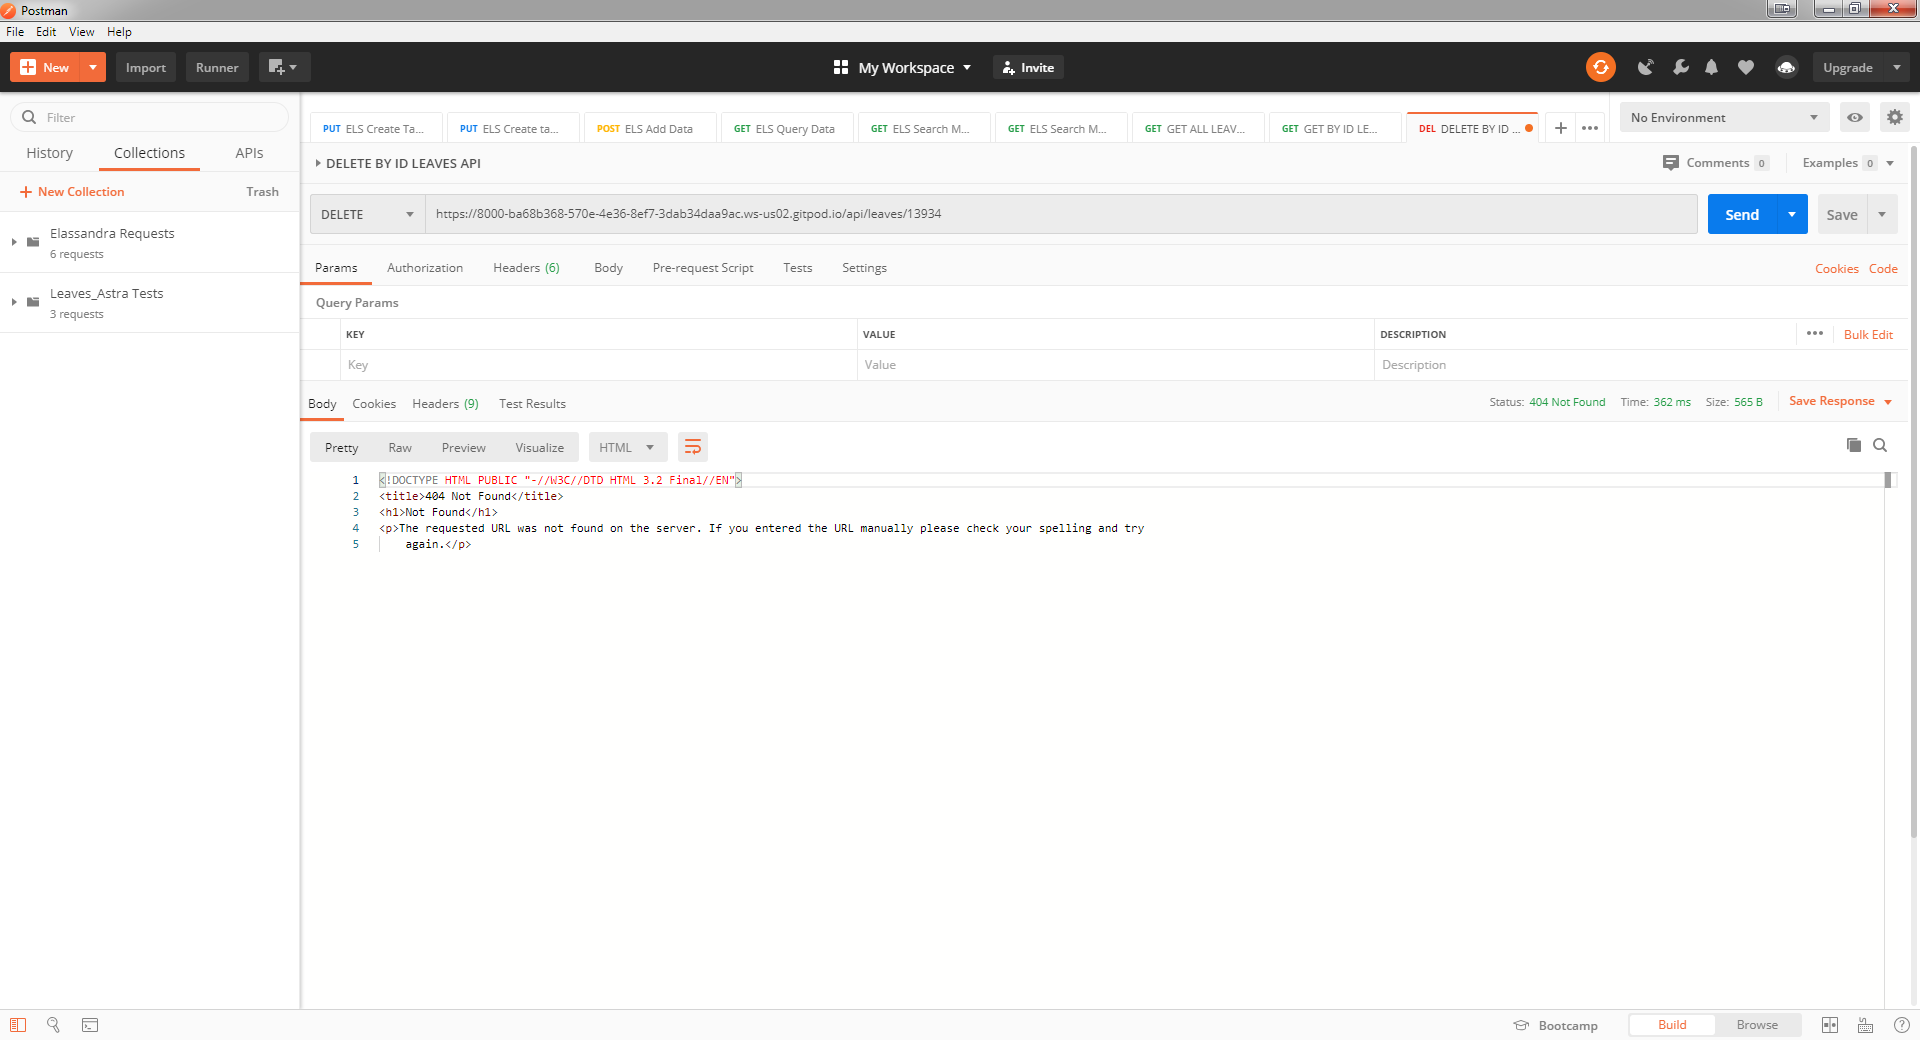 Postman
File Edit View Help
New Import Runner My Workspace Invite Upgrade
Filter
History Collections APIs
New Collection Trash
Elassandra Requests
6 requests
Leaves_Astra Tests
3 requests
PUT ELS Create Ta... PUT ELS Create ta... POST ELS Add Data GET ELS Query Data GET ELS Search M... GET ELS Search M... GET GET ALL LEAV... GET GET BY ID LE... DEL DELETE BY ID ... No Environment
DELETE BY ID LEAVES API Comments 0 Examples 0
DELETE https://8000-ba68b368-570e-4e36-8ef7-3dab34daa9ac.ws-us02.gitpod.io/api/leaves/13934 Send Save
Params Authorization Headers (6) Body Pre-request Script Tests Settings Cookies Code
Query Params
KEY VALUE DESCRIPTION ••• Bulk Edit
Key Value Description
Body Cookies Headers (9) Test Results Status: 404 Not Found Time: 362 ms Size: 565 B Save Response
Pretty Raw Preview Visualize HTML
1 <!DOCTYPE HTML PUBLIC "-//W3C//DTD HTML 3.2 Final//EN">
2 <title>404 Not Found</title>
3 <h1>Not Found</h1>
4 <p>The requested URL was not found on the server. If you entered the URL manually please check your spelling and try
5 again.</p>
Bootcamp Build Browse